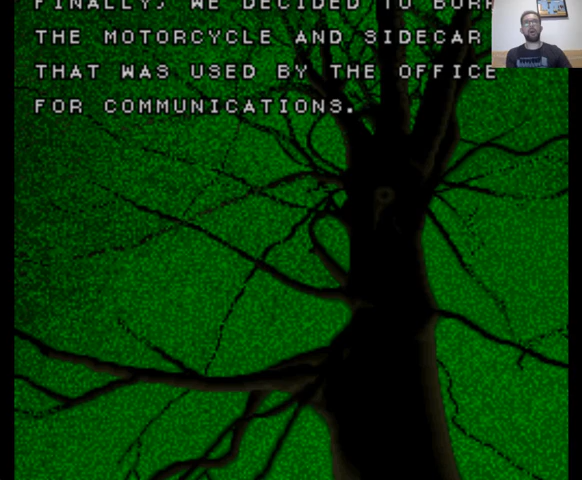 FINALLY, WE DECIDED TO
THE MOTORCYCLE AND SIDECAR
THAT WAS USED BY THE OFFICE
FOR COMMUNICATIONS.